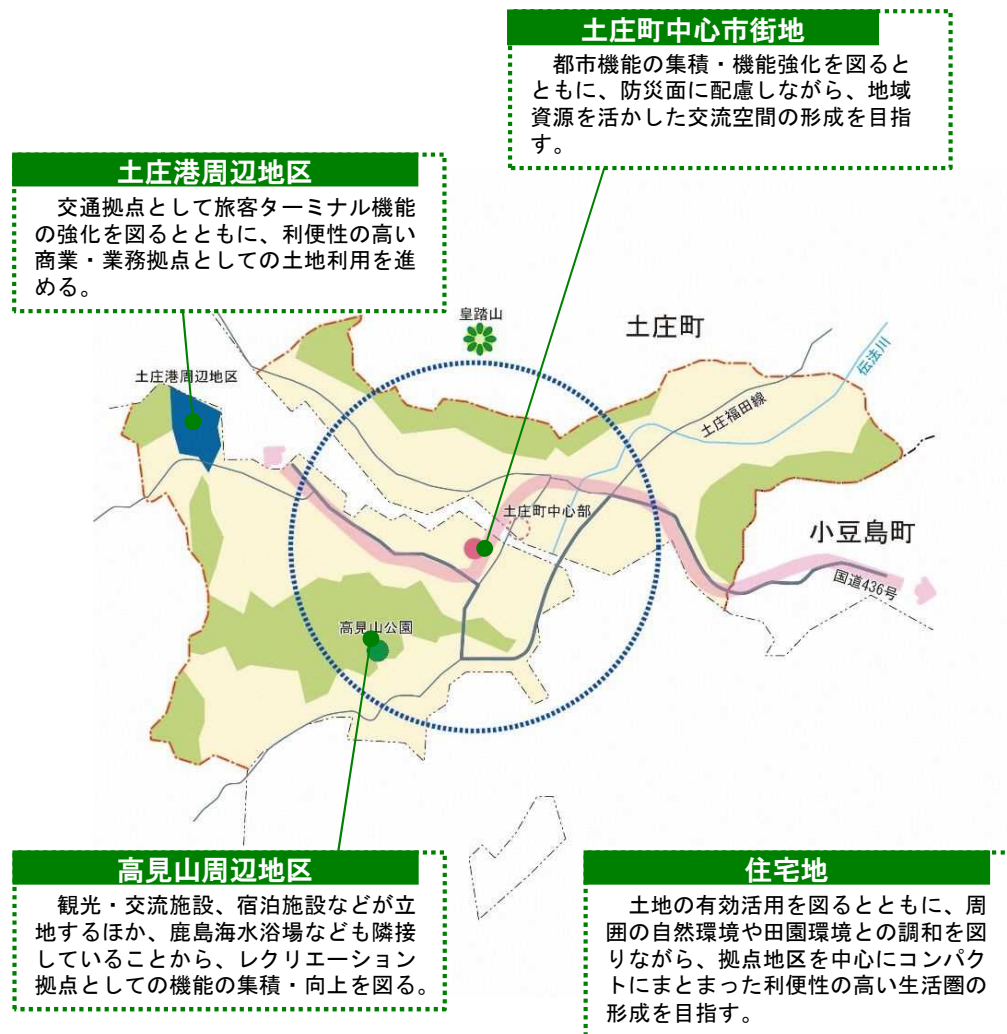 土庄町中心市街地
都市機能の集積・機能強化を図ると
ともに、防災面に配慮しながら、地域
資源を活かした交流空間の形成を目指
す。
土庄港周辺地区
交通拠点として旅客ターミナル機能
の強化を図るとともに、利便性の高い
商業・業務拠点としての土地利用を進
める。
皇踏山
土庄町
伝法川
土庄港周辺地区
土庄福田線
土庄町中心部
小豆島町
国道436号
高見山公園
高見山周辺地区
観光・交流施設、宿泊施設などが立
地するほか、鹿島海水浴場なども隣接
していることから、レクリエーション
拠点としての機能の集積・向上を図る。
住宅地
土地の有効活用を図るとともに、周
囲の自然環境や田園環境との調和を図
りながら、拠点地区を中心にコンパク
トにまとまった利便性の高い生活圏の
形成を目指す。